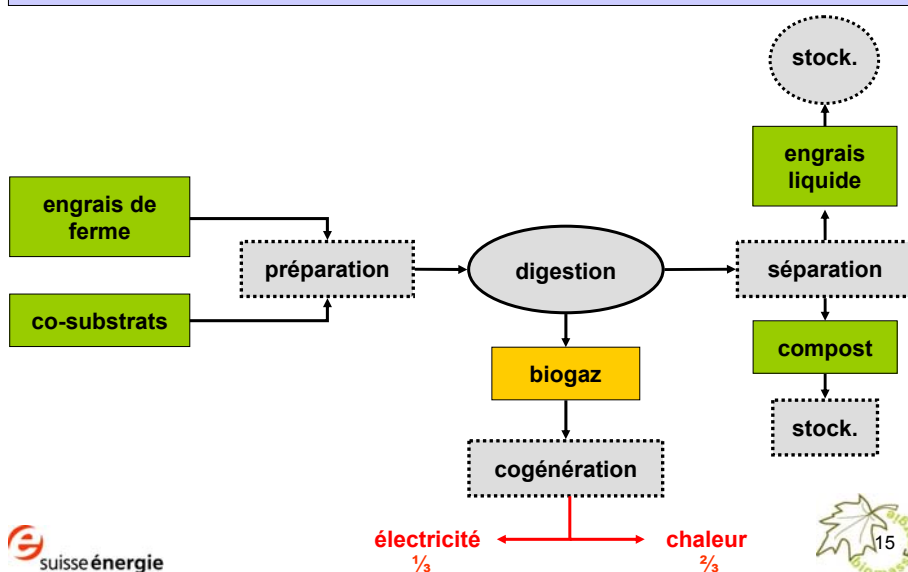 stock.
engrais
liquide
engrais de
ferme
préparation
digestion
séparation
co-substrats
biogaz
compost
stock.
cogénération
électricité
⅓
chaleur
⅔
suisse énergie
15